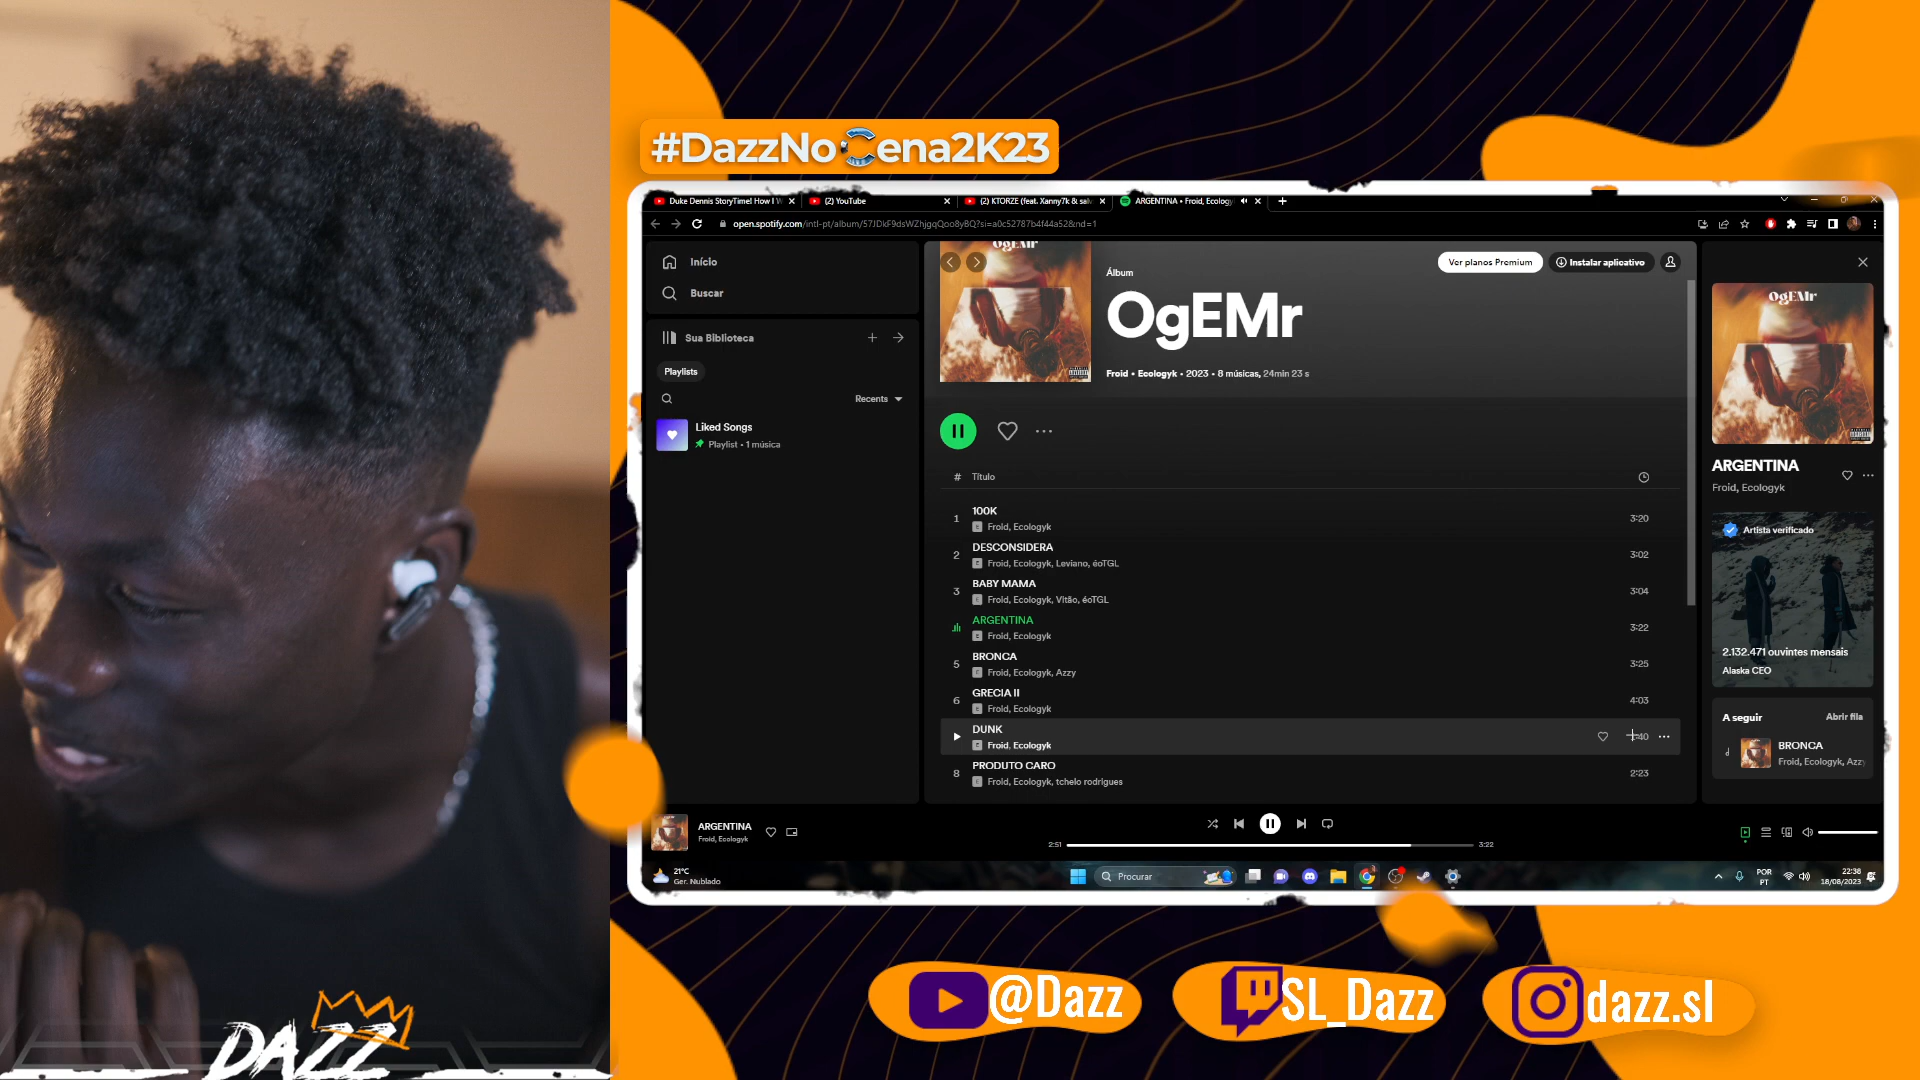 #DazzNoCena2K23
Duke Dennis StoryTime! How I W
(2) YouTube
(2) KTORZE (feat. Xanny7k & sal
ARGENTINA • Froid, Ecology
open.spotify.com/intl-pt/album/57JDkF9dsWZhjgqQoo8yBQ?si=a0c52787b4f44a52&nd=1
Início
Buscar
Sua Biblioteca
Playlists
Recents
Liked Songs
Playlist • 1 música
OgEMr
Ver planos Premium
Instalar aplicativo
Álbum
OgEMr
Froid • Ecologyk • 2023 • 8 músicas, 24min 23 s
# Título
1 100K 3:20
E Froid, Ecologyk
2 DESCONSIDERA 3:02
E Froid, Ecologyk, Leviano, éoTGL
3 BABY MAMA 3:04
E Froid, Ecologyk, Vitão, éoTGL
ARGENTINA 3:22
E Froid, Ecologyk
5 BRONCA 3:25
E Froid, Ecologyk, Azzy
6 GRECIA II 4:03
E Froid, Ecologyk
DUNK :40
E Froid, Ecologyk
8 PRODUTO CARO 2:23
E Froid, Ecologyk, tchelo rodrigues
OgEMr
ARGENTINA
Froid, Ecologyk
Artista verificado
2.132.471 ouvintes mensais
Alaska CEO
A seguir Abrir fila
BRONCA
Froid, Ecologyk, Azz
ARGENTINA
Froid, Ecologyk
2:51 3:22
21°C
Ger. Nublado
Procurar
POR
PT
22:38
18/08/2023
DAZZ
@Dazz
SL_Dazz
dazz.sl